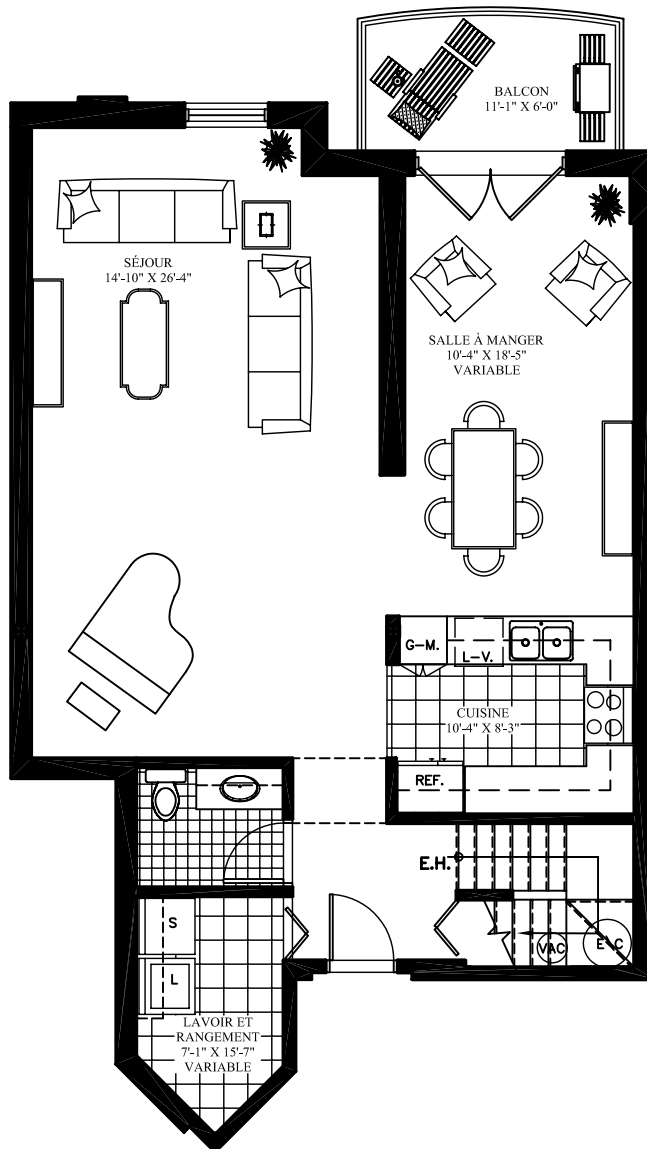 BALCON
11'-1" X 6'-0"
SÉJOUR
14'-10" X 26'-4"
SALLE À MANGER
10'-4" X 18'-5"
VARIABLE
G-M.
L-V.
CUISINE
10'-4" X 8'-3"
REF.
E.H.
S
VAC
E-C
L
LAVOIR ET
RANGEMENT
7'-1" X 15'-7"
VARIABLE